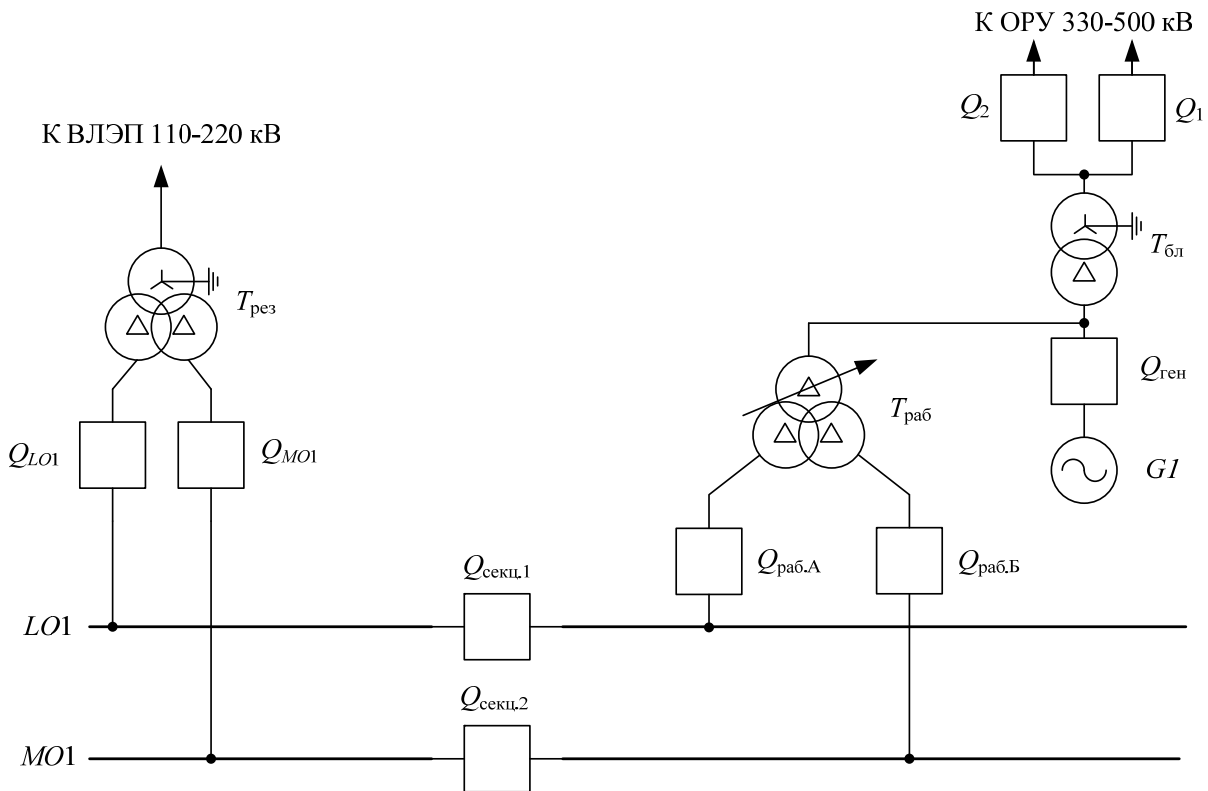 К ОРУ 330-500 кВ
Q2
Q1
К ВЛЭП 110-220 кВ
Tбл
Tрез
Qген
Tраб
QLO1
QMO1
G1
Qсекц.1
Qраб.А
Qраб.Б
LO1
Qсекц.2
MO1